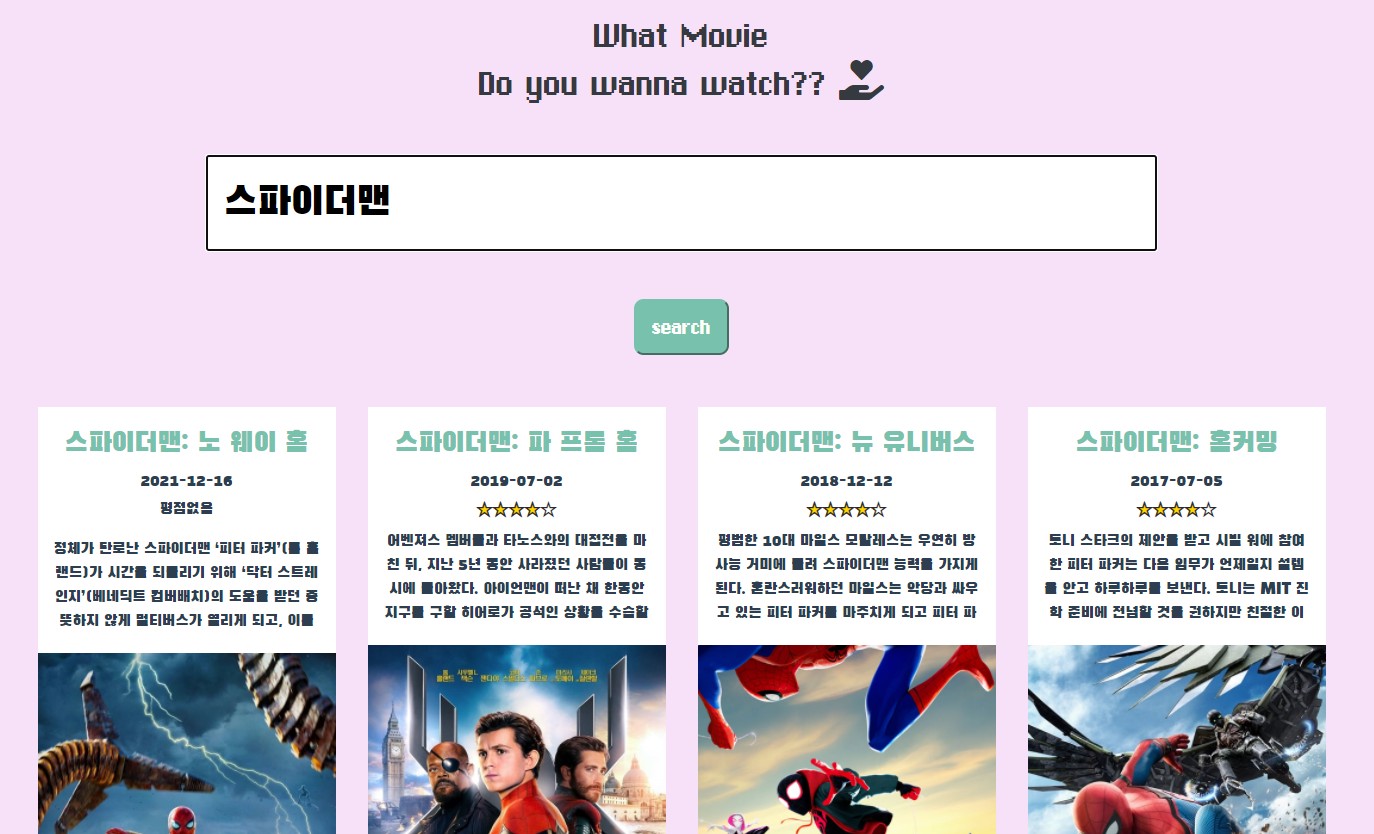 What Movie
Do you wanna watch??
스파이더맨
search
스파이더맨: 노 웨이 홈
2021-12-16
평점없음
정체가 탄로난 스파이더맨 ‘피터 파커’(톰 홀
랜드)가 시간을 되돌리기 위해 ‘닥터 스트레
인지’(베네딕트 컴버배치)의 도움을 받던 중
뜻하지 않게 멀티버스가 열리게 되고, 이를
스파이더맨: 파 프롬 홈
2019-07-02
어벤져스 멤버들과 타노스와의 대접전을 마
친 뒤, 지난 5년 동안 사라졌던 사람들이 동
시에 돌아왔다. 아이언맨이 떠난 채 한동안
지구를 구할 히어로가 공석인 상황을 수습할
스파이더맨: 뉴 유니버스
2018-12-12
평범한 10대 마일스 모랄레스는 우연히 방
사능 거미에 물려 스파이더맨 능력을 가지게
된다. 혼란스러워하던 마일스는 악당과 싸우
고 있는 피터 파커를 마주치게 되고 피터 파
스파이더맨: 홈커밍
2017-07-05
토니 스타크의 제안을 받고 시빌 워에 참여
한 피터 파커는 다음 임무가 언제일지 설렘
을 안고 하루하루를 보낸다. 토니는 MIT 진
학 준비에 전념할 것을 권하지만 친절한 이